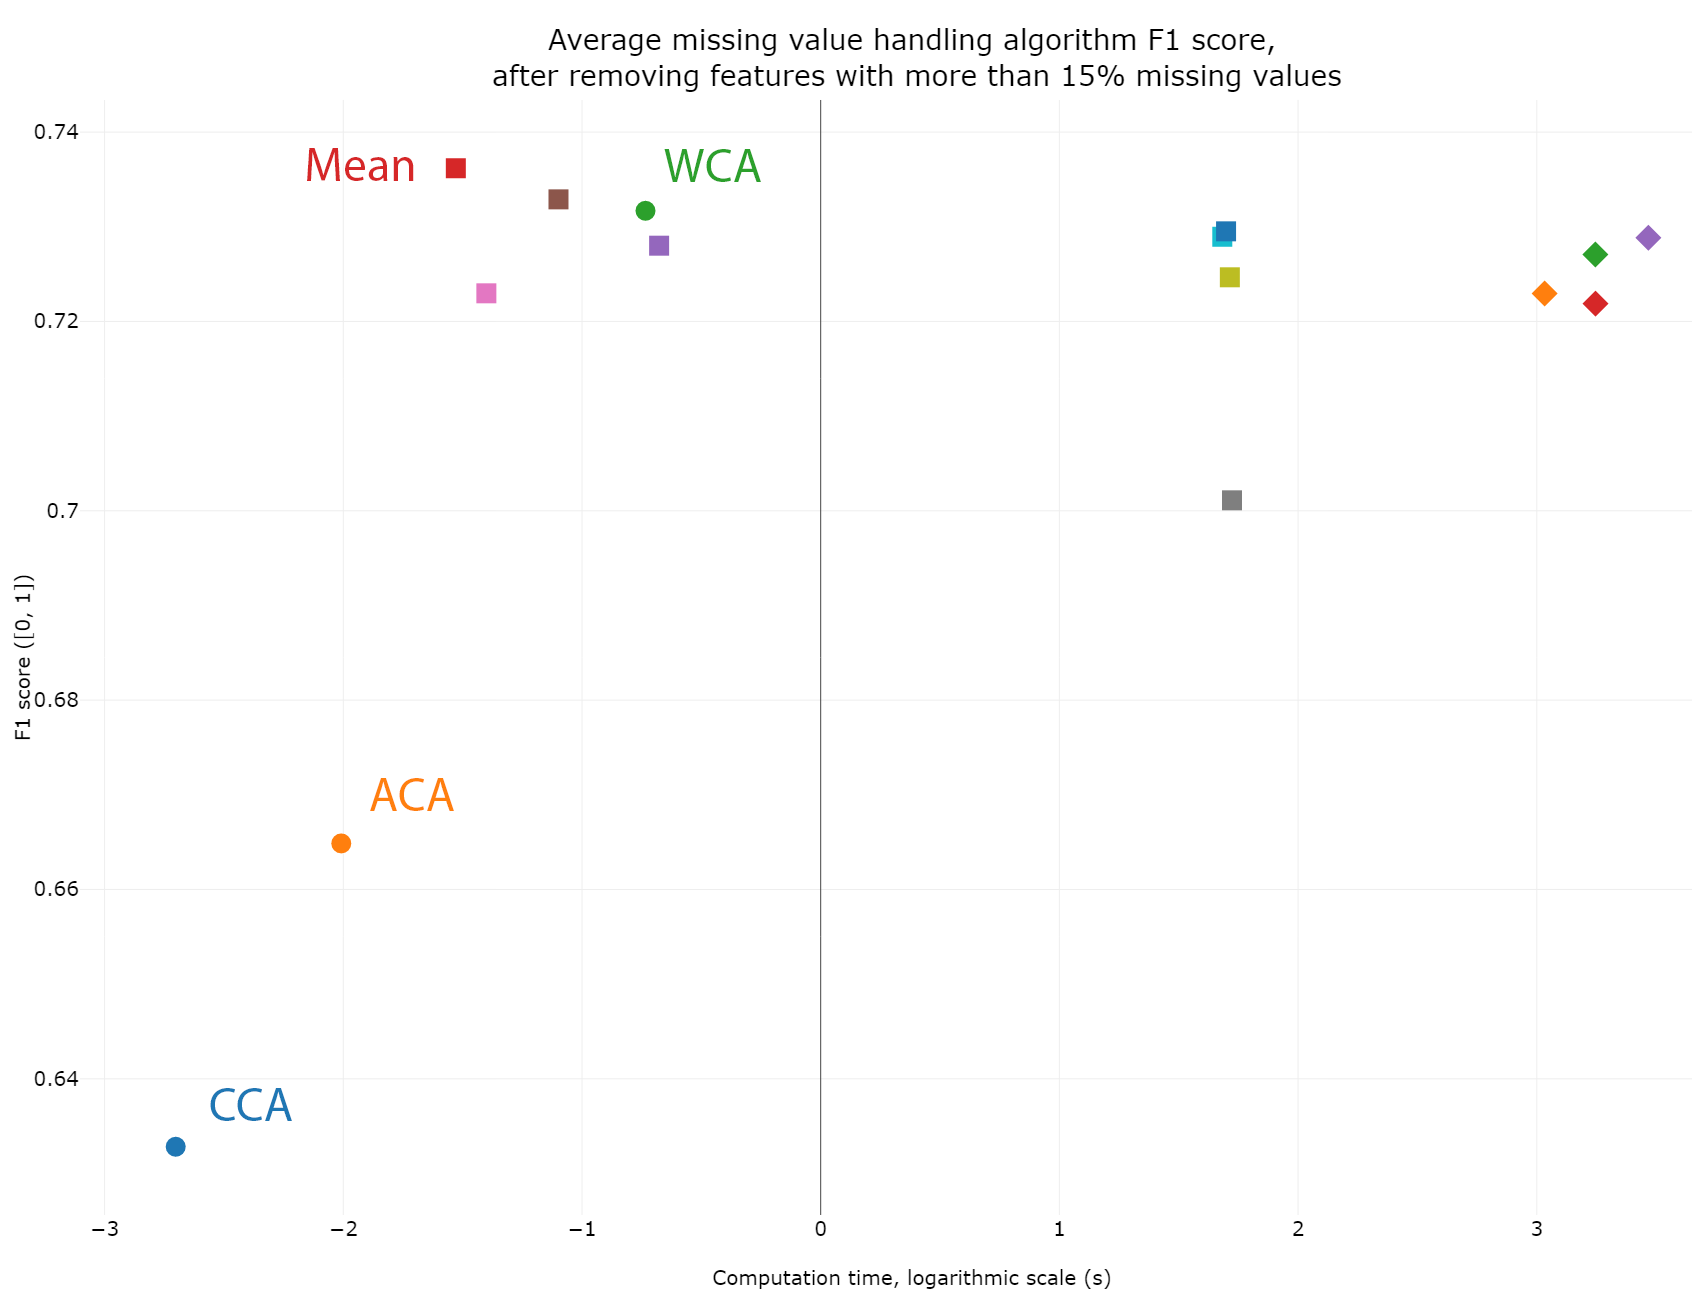 Average missing value handling algorithm F1 score,
after removing features with more than 15% missing values
0.74
Mean
WCA
0.72
0.7
F1 score ([0, 1])
0.68
ACA
0.66
0.64
CCA
−3 −2 −1 0 1 2 3
Computation time, logarithmic scale (s)